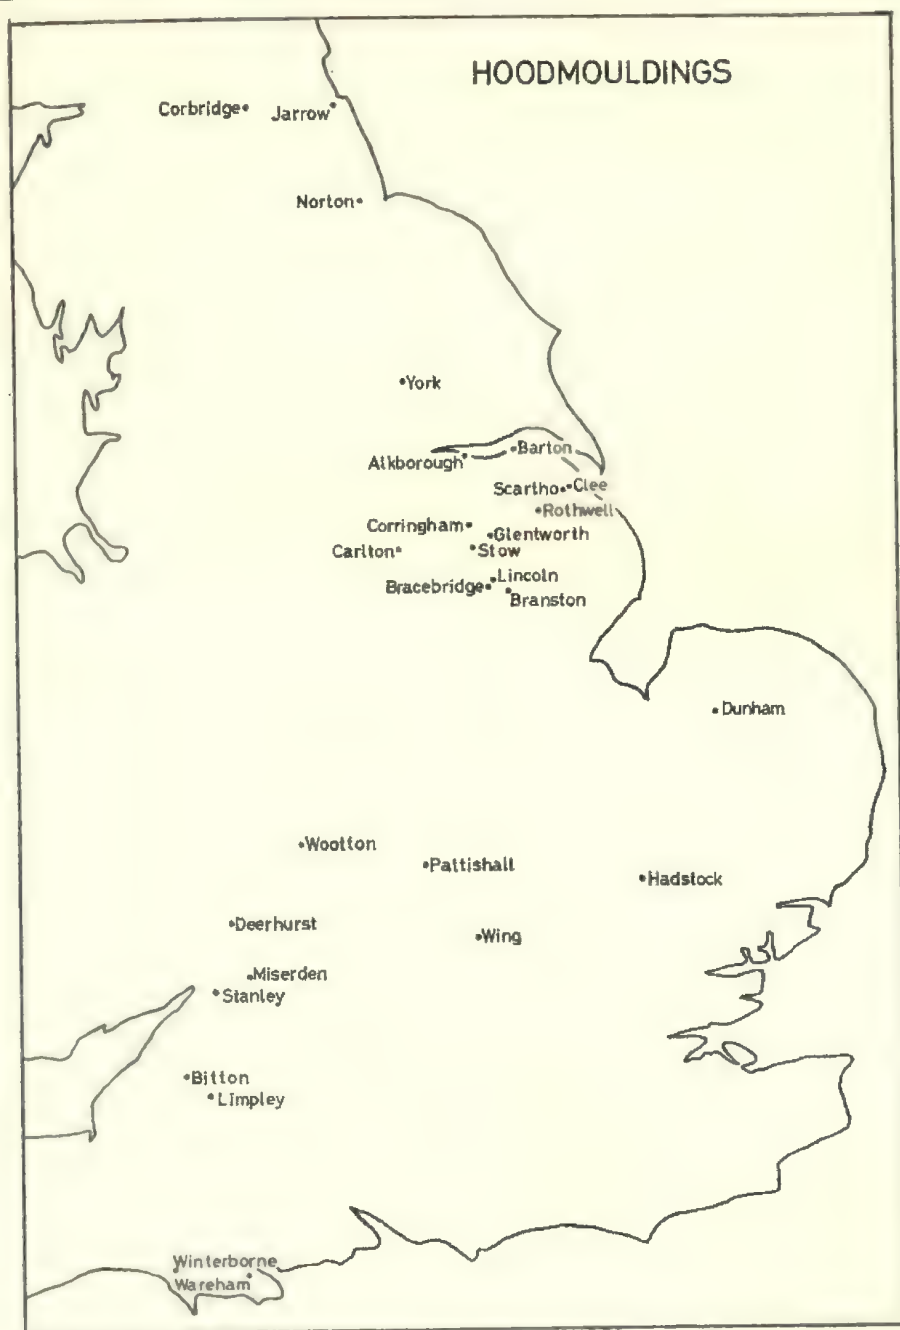 HOODMOULDINGS
Corbridge
Jarrow
Norton
York
Barton
Alkborough
Clee
Scartho
Rothwell
Corringham
Glentworth
Carlton
Stow
Lincoln
Bracebridge
Branston
Dunham
Wootton
Pattishall
Hadstock
Deerhurst
Wing
Miserden
Stanley
Bitton
Limpley
Winterborne
Wareham